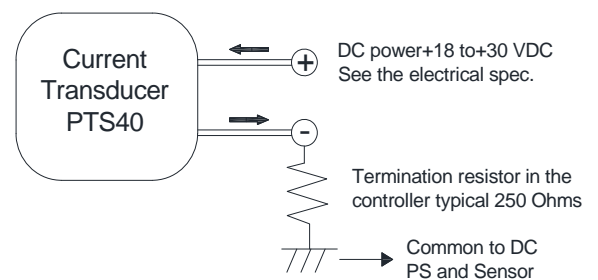 Current
Transducer
PTS40
+
DC power+18 to+30 VDC
See the electrical spec.
-
Termination resistor in the
controller typical 250 Ohms
Common to DC
PS and Sensor